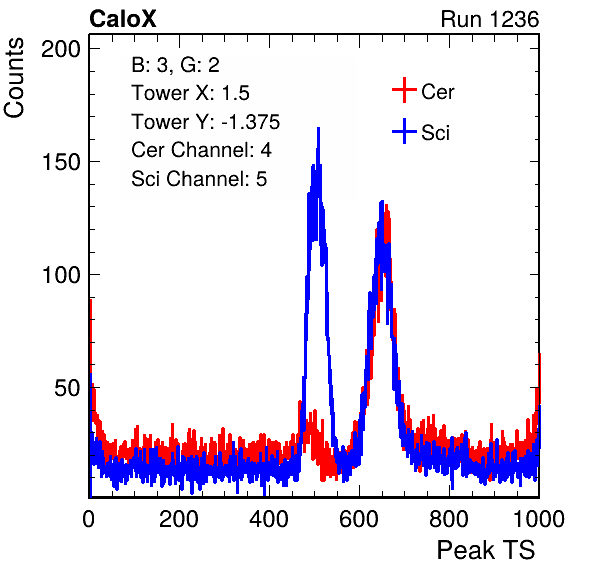 CaloX Run 1236
B: 3, G: 2
Tower X: 1.5
Tower Y: -1.375
Cer Channel: 4
Sci Channel: 5
Cer
Sci
Counts
200
150
100
50
0 200 400 600 800 1000
Peak TS